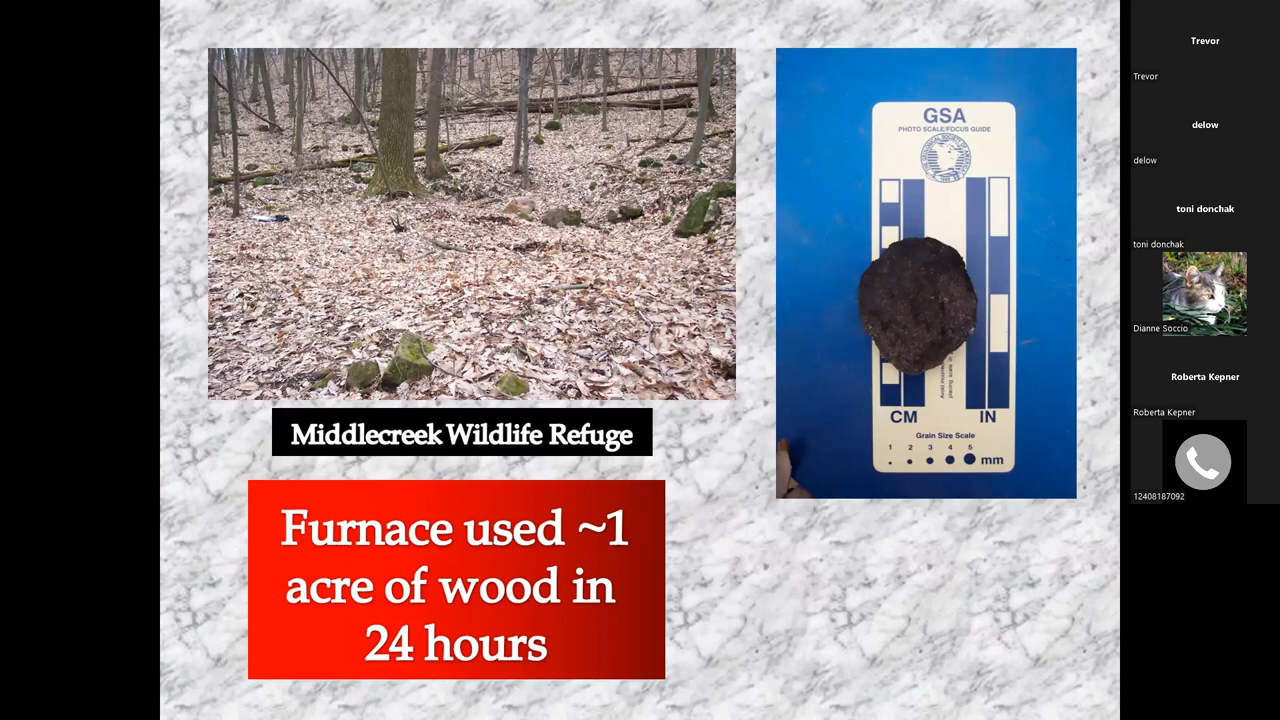 GSA
PHOTO SCALE/FOCUS GUIDE
CM
IN
Grain Size Scale
1 2 3 4 5
mm
Middlecreek Wildlife Refuge
Furnace used ~1
acre of wood in
24 hours
Trevor
Trevor
delow
delow
toni donchak
toni donchak
Dianne Soccio
Roberta Kepner
Roberta Kepner
12408187092